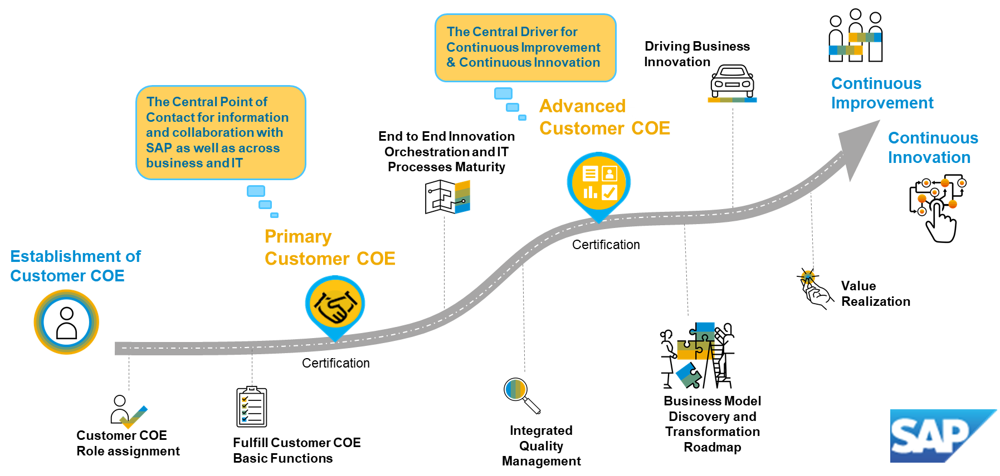 The Central Driver for
Continuous Improvement
& Continuous Innovation
Driving Business
Innovation
Continuous
Improvement
The Central Point of
Contact for information
and collaboration with
SAP as well as across
business and IT
Advanced
Customer COE
End to End Innovation
Orchestration and IT
Processes Maturity
Continuous
Innovation
Primary
Customer COE
Certification
Establishment of
Customer COE
Value
Realization
Certification
Customer COE
Role assignment
Fulfill Customer COE
Basic Functions
Integrated
Quality
Management
Business Model
Discovery and
Transformation
Roadmap
SAP